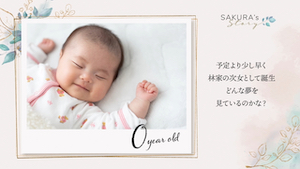 SAKURA's
Story
0 year old
予定より少し早く
林家の次女として誕生
どんな夢を
見ているのかな？